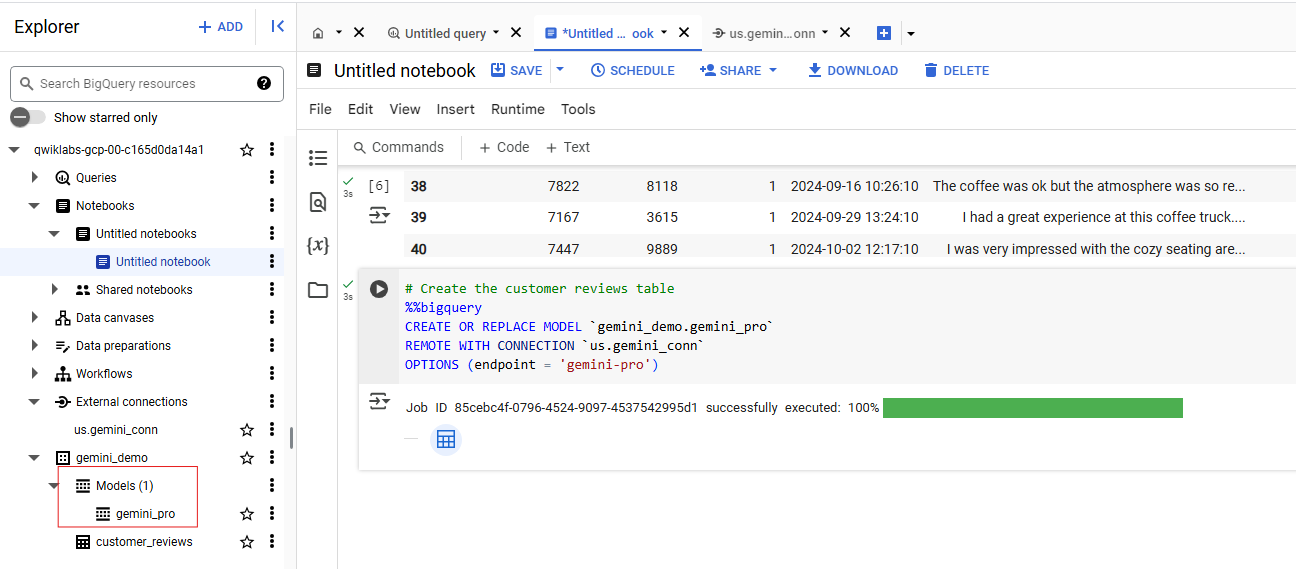 Explorer
+ ADD
Search BigQuery resources
Show starred only
qwiklabs-gcp-00-c165d0da14a1
Queries
Notebooks
Untitled notebooks
Untitled notebook
Shared notebooks
Data canvases
Data preparations
Workflows
External connections
us.gemini_conn
gemini_demo
Models (1)
gemini_pro
customer_reviews
Untitled query
*Untitled ... ook
us.gemin...onn
Untitled notebook
SAVE
SCHEDULE
SHARE
DOWNLOAD
DELETE
File Edit View Insert Runtime Tools
Commands + Code + Text
3s [6] 38 7822 8118 1 2024-09-16 10:26:10 The coffee was ok but the atmosphere was so re...
39 7167 3615 1 2024-09-29 13:24:10 I had a great experience at this coffee truck....
40 7447 9889 1 2024-10-02 12:17:10 I was very impressed with the cozy seating are...
3s
# Create the customer reviews table
%%bigquery
CREATE OR REPLACE MODEL `gemini_demo.gemini_pro`
REMOTE WITH CONNECTION `us.gemini_conn`
OPTIONS (endpoint = 'gemini-pro')
Job ID 85cebc4f-0796-4524-9097-4537542995d1 successfully executed: 100%